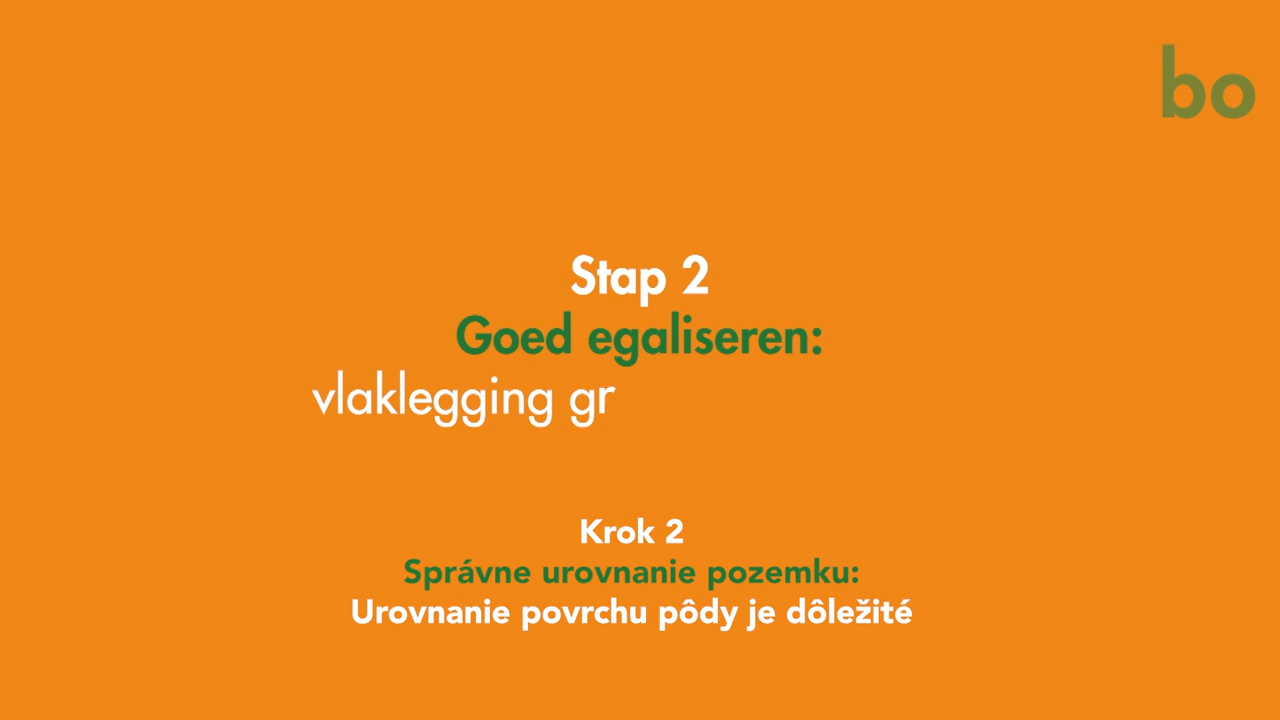 bo
Stap 2
Goed egaliseren:
vlaklegging gr
Krok 2
Správne urovnanie pozemku:
Urovnanie povrchu pôdy je dôležité